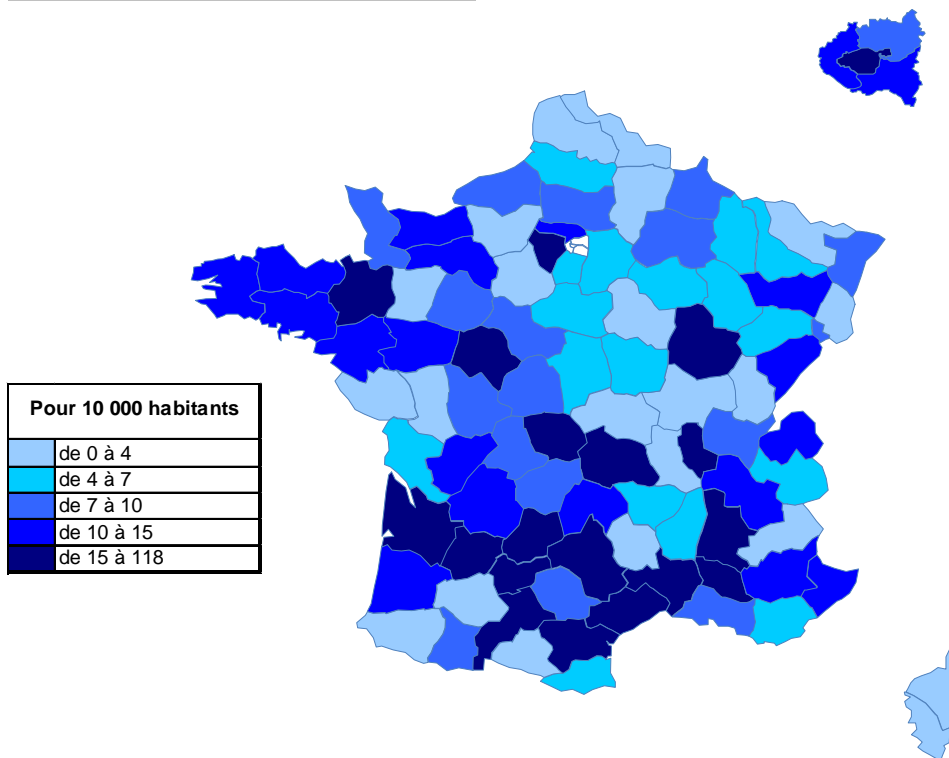 Pour 10 000 habitants
de 0 à 4
de 4 à 7
de 7 à 10
de 10 à 15
de 15 à 118